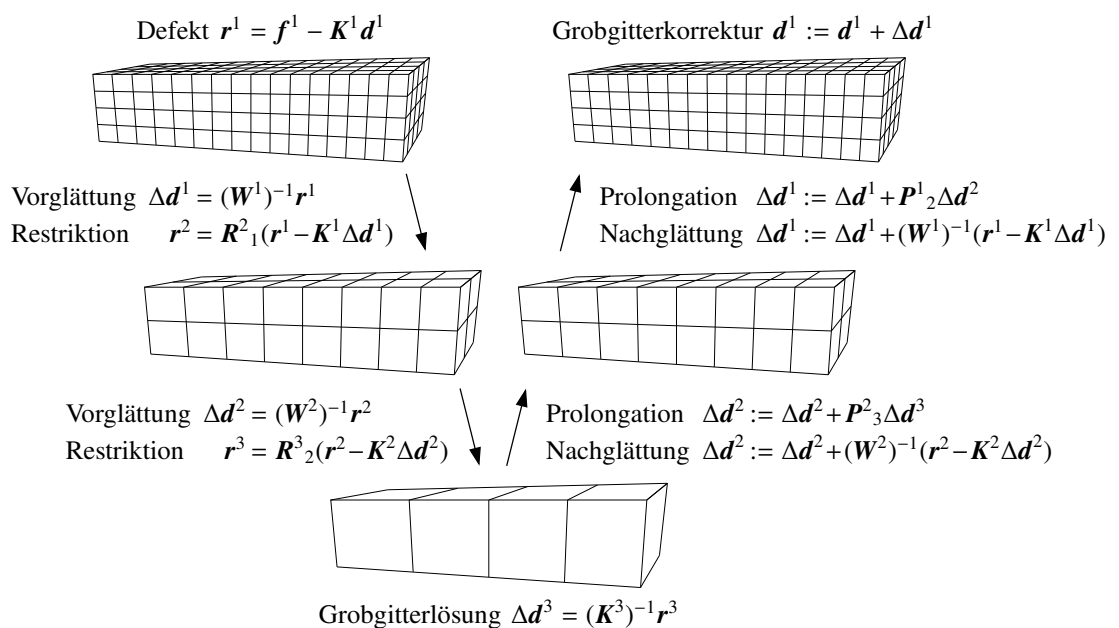 Defekt r¹ = f¹ − K¹d¹
Grobgitterkorrektur d¹ := d¹ + Δd¹
Vorglättung Δd¹ = (W¹)⁻¹r¹
Restriktion r² = R²₁(r¹−K¹Δd¹)
Prolongation Δd¹ := Δd¹+P¹₂Δd²
Nachglättung Δd¹ := Δd¹+(W¹)⁻¹(r¹−K¹Δd¹)
Vorglättung Δd² = (W²)⁻¹r²
Restriktion r³ = R³₂(r²−K²Δd²)
Prolongation Δd² := Δd²+P²₃Δd³
Nachglättung Δd² := Δd²+(W²)⁻¹(r²−K²Δd²)
Grobgitterlösung Δd³ = (K³)⁻¹r³